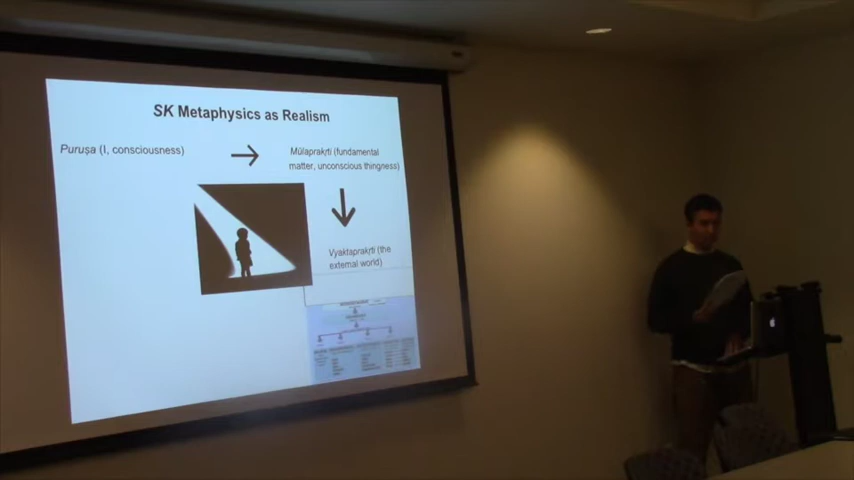 SK Metaphysics as Realism
Puruṣa (I, consciousness)
Mūlaprakṛti (fundamental
matter, unconscious thingness)
Vyaktaprakṛti (the
external world)